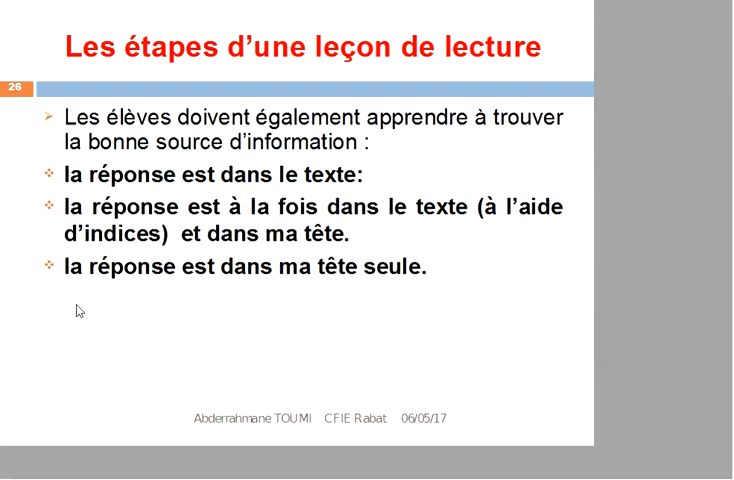 Les étapes d’une leçon de lecture
26
Les élèves doivent également apprendre à trouver
la bonne source d’information :
la réponse est dans le texte:
la réponse est à la fois dans le texte (à l’aide
d’indices) et dans ma tête.
la réponse est dans ma tête seule.
Abderrahmane TOUMI CFIE Rabat 06/05/17